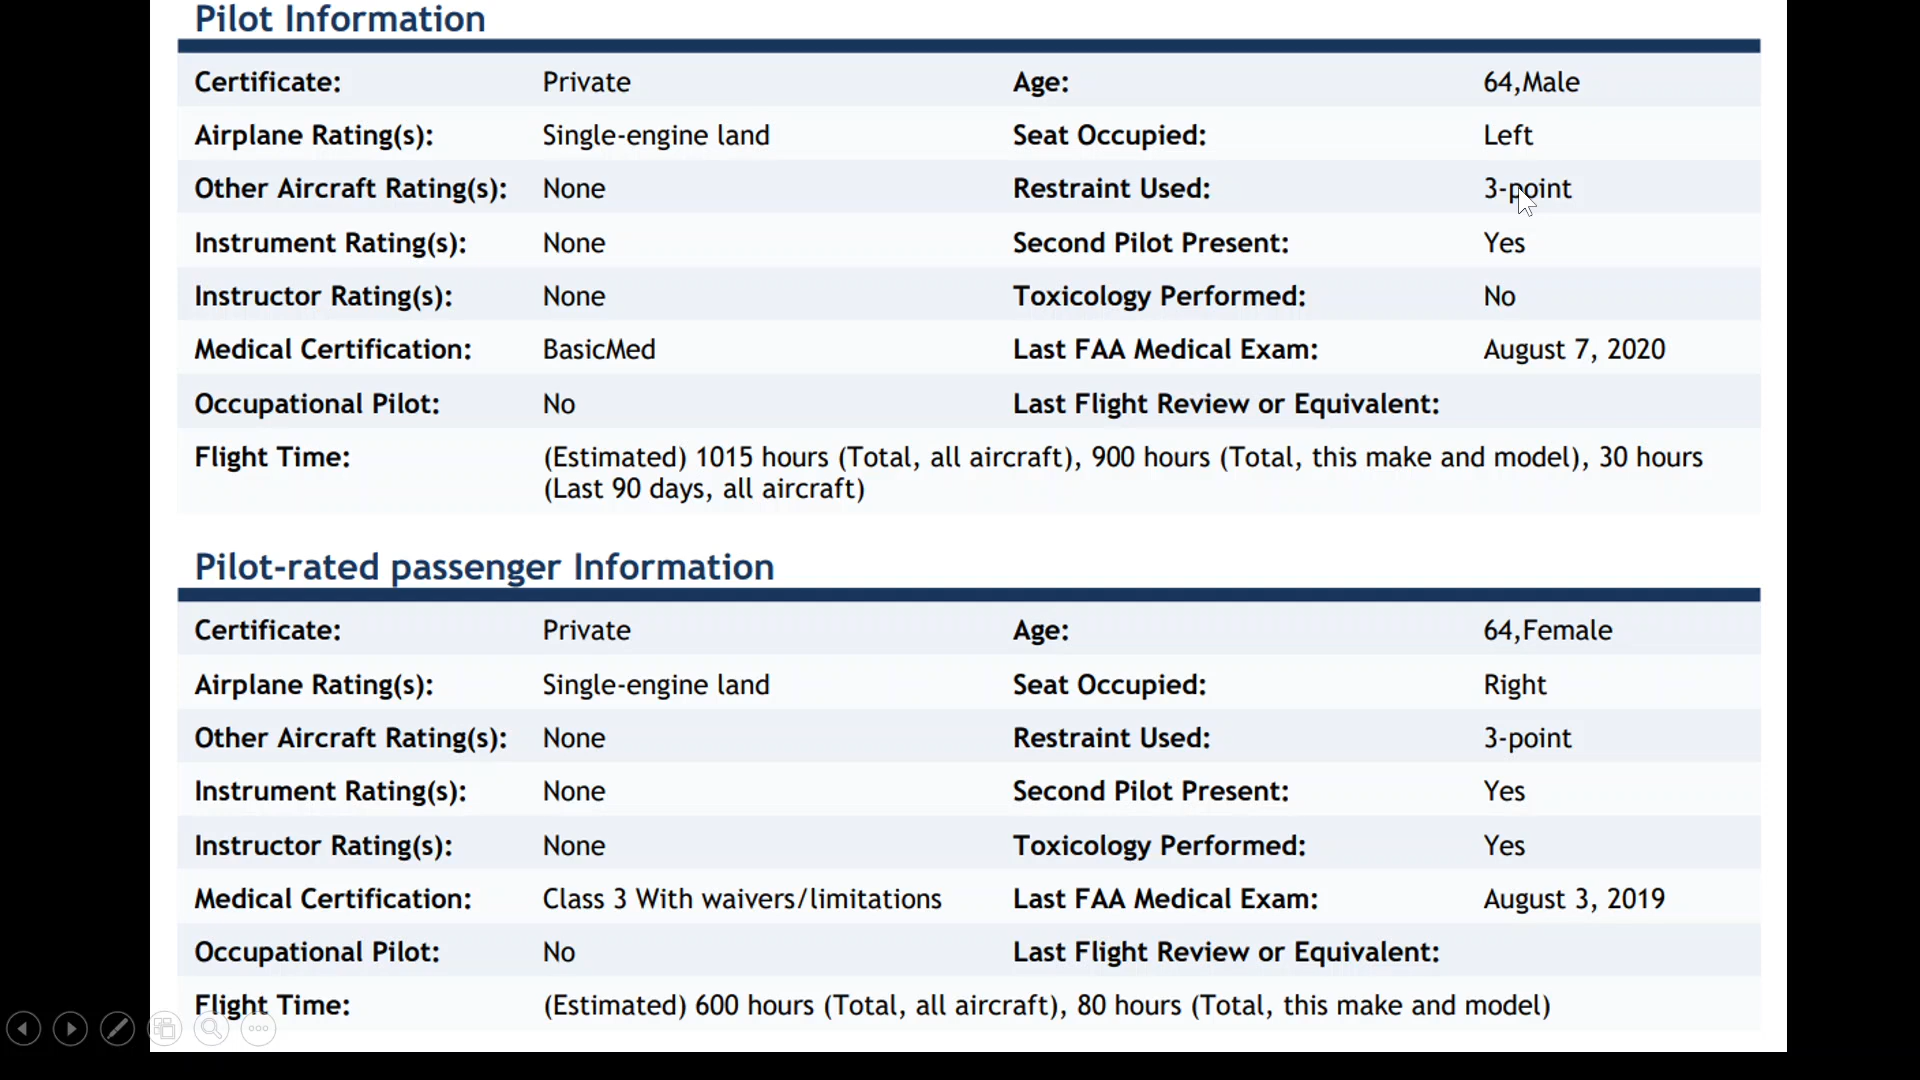 Pilot Information
Certificate: Private Age: 64,Male
Airplane Rating(s): Single-engine land Seat Occupied: Left
Other Aircraft Rating(s): None Restraint Used: 3-point
Instrument Rating(s): None Second Pilot Present: Yes
Instructor Rating(s): None Toxicology Performed: No
Medical Certification: BasicMed Last FAA Medical Exam: August 7, 2020
Occupational Pilot: No Last Flight Review or Equivalent:
Flight Time: (Estimated) 1015 hours (Total, all aircraft), 900 hours (Total, this make and model), 30 hours
(Last 90 days, all aircraft)
Pilot-rated passenger Information
Certificate: Private Age: 64,Female
Airplane Rating(s): Single-engine land Seat Occupied: Right
Other Aircraft Rating(s): None Restraint Used: 3-point
Instrument Rating(s): None Second Pilot Present: Yes
Instructor Rating(s): None Toxicology Performed: Yes
Medical Certification: Class 3 With waivers/limitations Last FAA Medical Exam: August 3, 2019
Occupational Pilot: No Last Flight Review or Equivalent:
Flight Time: (Estimated) 600 hours (Total, all aircraft), 80 hours (Total, this make and model)